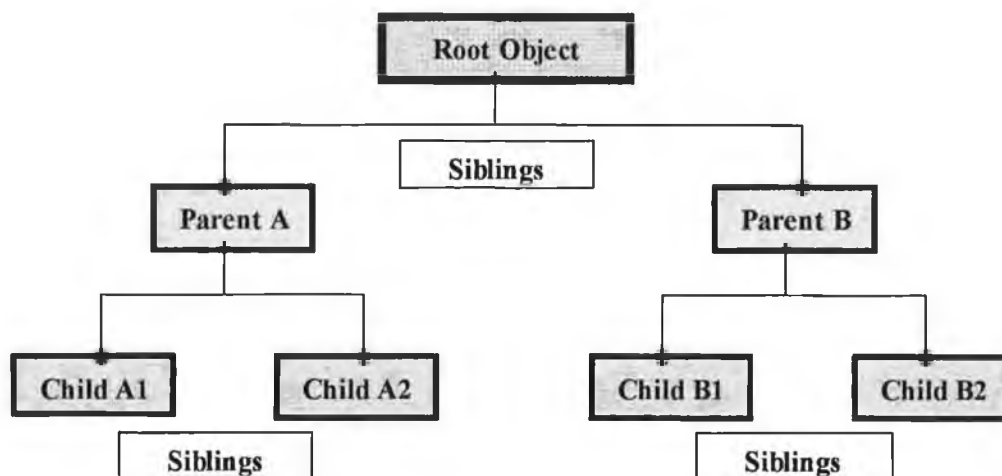 Root Object
Siblings
Parent A
Parent B
Child A1
Child A2
Child B1
Child B2
Siblings
Siblings